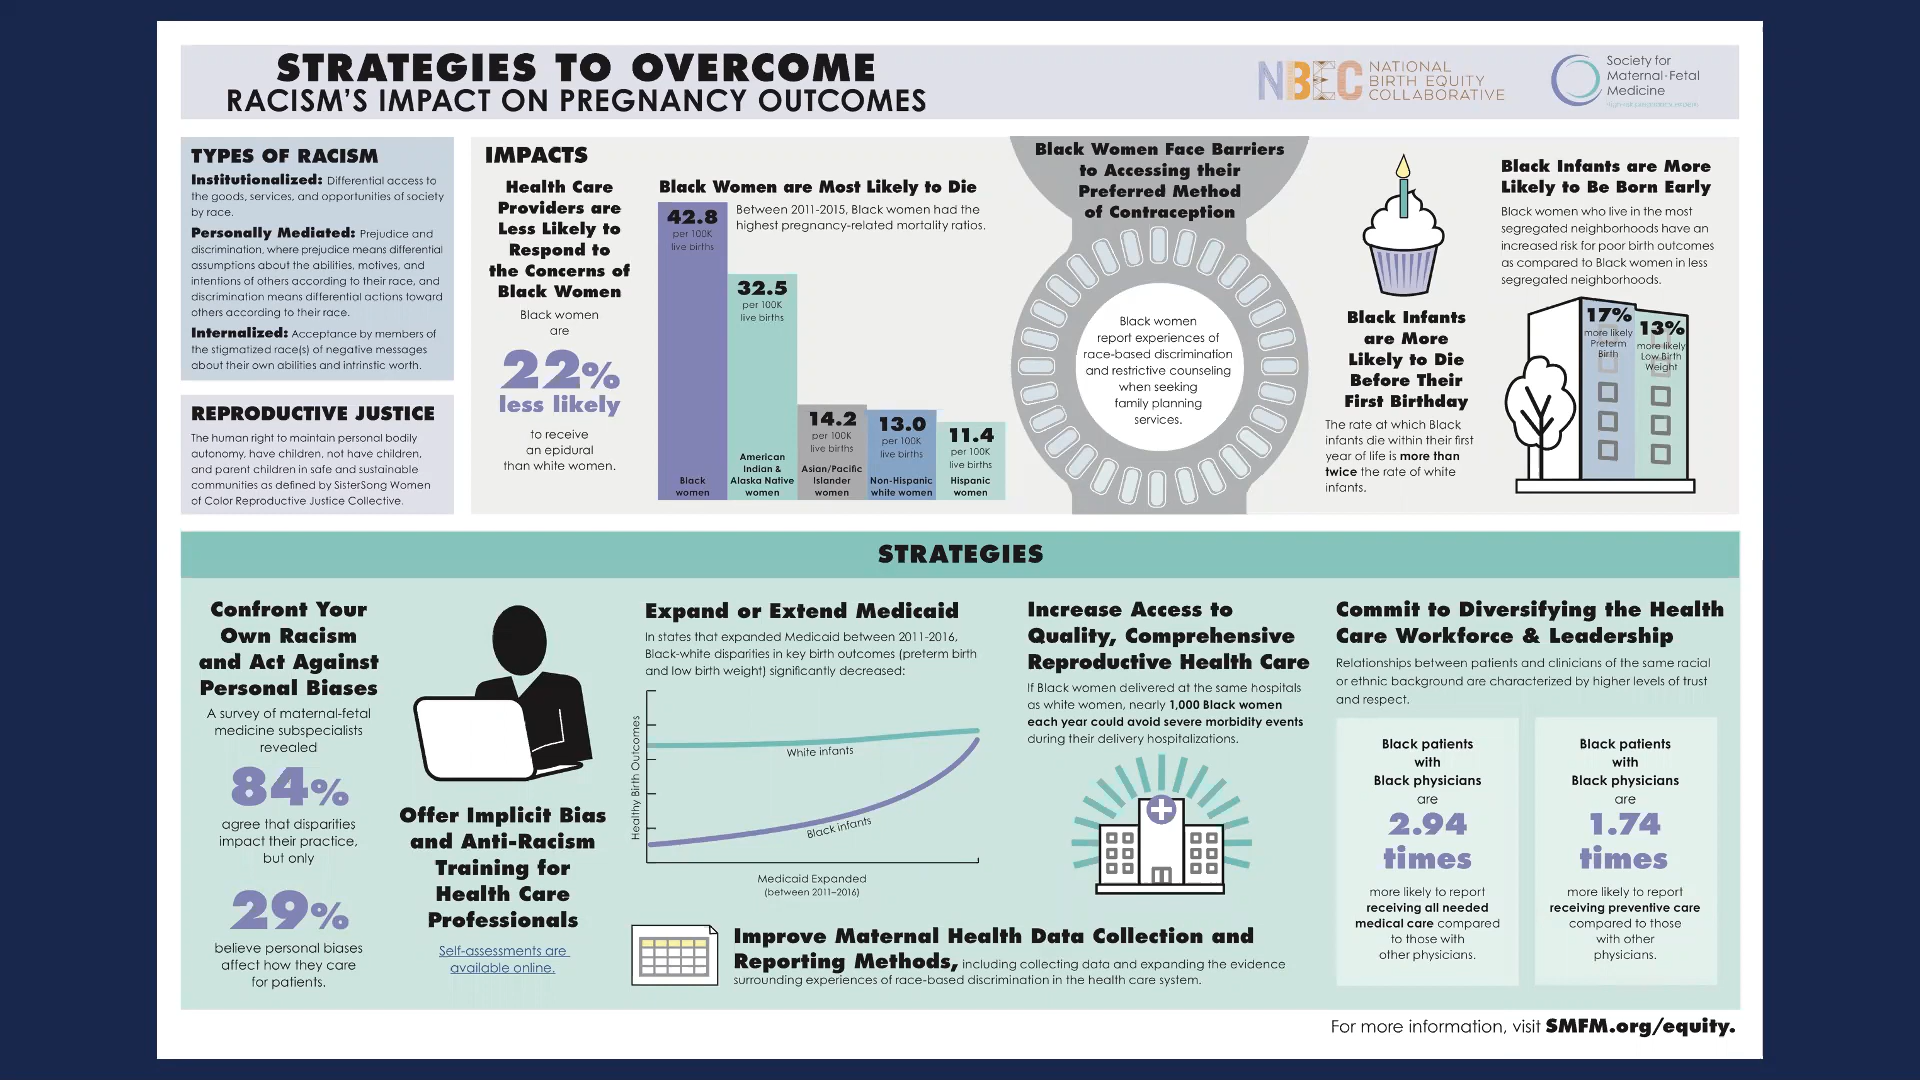 STRATEGIES TO OVERCOME
RACISM'S IMPACT ON PREGNANCY OUTCOMES
NBEC
NATIONAL
BIRTH EQUITY
COLLABORATIVE
Society for
Maternal·Fetal
Medicine
TYPES OF RACISM
Institutionalized: Differential access to
the goods, services, and opportunities of society
by race.
Personally Mediated: Prejudice and
discrimination, where prejudice means differential
assumptions about the abilities, motives, and
intentions of others according to their race, and
discrimination means differential actions toward
others according to their race.
Internalized: Acceptance by members of
the stigmatized race(s) of negative messages
about their own abilities and intrinstic worth.
REPRODUCTIVE JUSTICE
The human right to maintain personal bodily
autonomy, have children, not have children,
and parent children in safe and sustainable
communities as defined by SisterSong Women
of Color Reproductive Justice Collective.
IMPACTS
Health Care
Providers are
Less Likely to
Respond to
the Concerns of
Black Women
Black women
are
22%
less likely
to receive
an epidural
than white women.
Black Women are Most Likely to Die
Between 2011-2015, Black women had the
highest pregnancy-related mortality ratios.
42.8
per 100K
live births
Black
women
32.5
per 100K
live births
American
Indian &
Alaska Native
women
14.2
per 100K
live births
Asian/Pacific
Islander
women
13.0
per 100K
live births
Non-Hispanic
white women
11.4
per 100K
live births
Hispanic
women
Black Women Face Barriers
to Accessing their
Preferred Method
of Contraception
Black women
report experiences of
race-based discrimination
and restrictive counseling
when seeking
family planning
services.
Black Infants
are More
Likely to Die
Before Their
First Birthday
The rate at which Black
infants die within their first
year of life is more than
twice the rate of white
infants.
Black Infants are More
Likely to Be Born Early
Black women who live in the most
segregated neighborhoods have an
increased risk for poor birth outcomes
as compared to Black women in less
segregated neighborhoods.
17%
more likely
Preterm
Birth
13%
more likely
Low Birth
Weight
STRATEGIES
Confront Your
Own Racism
and Act Against
Personal Biases
A survey of maternal-fetal
medicine subspecialists
revealed
84%
agree that disparities
impact their practice,
but only
29%
believe personal biases
affect how they care
for patients.
Offer Implicit Bias
and Anti-Racism
Training for
Health Care
Professionals
Self-assessments are
available online.
Expand or Extend Medicaid
In states that expanded Medicaid between 2011-2016,
Black-white disparities in key birth outcomes (preterm birth
and low birth weight) significantly decreased:
Healthy Birth Outcomes
White infants
Black infants
Medicaid Expanded
(between 2011–2016)
Improve Maternal Health Data Collection and
Reporting Methods, including collecting data and expanding the evidence
surrounding experiences of race-based discrimination in the health care system.
Increase Access to
Quality, Comprehensive
Reproductive Health Care
If Black women delivered at the same hospitals
as white women, nearly 1,000 Black women
each year could avoid severe morbidity events
during their delivery hospitalizations.
Commit to Diversifying the Health
Care Workforce & Leadership
Relationships between patients and clinicians of the same racial
or ethnic background are characterized by higher levels of trust
and respect.
Black patients
with
Black physicians
are
2.94
times
more likely to report
receiving all needed
medical care compared
to those with
other physicians.
Black patients
with
Black physicians
are
1.74
times
more likely to report
receiving preventive care
compared to those
with other
physicians.
For more information, visit SMFM.org/equity.